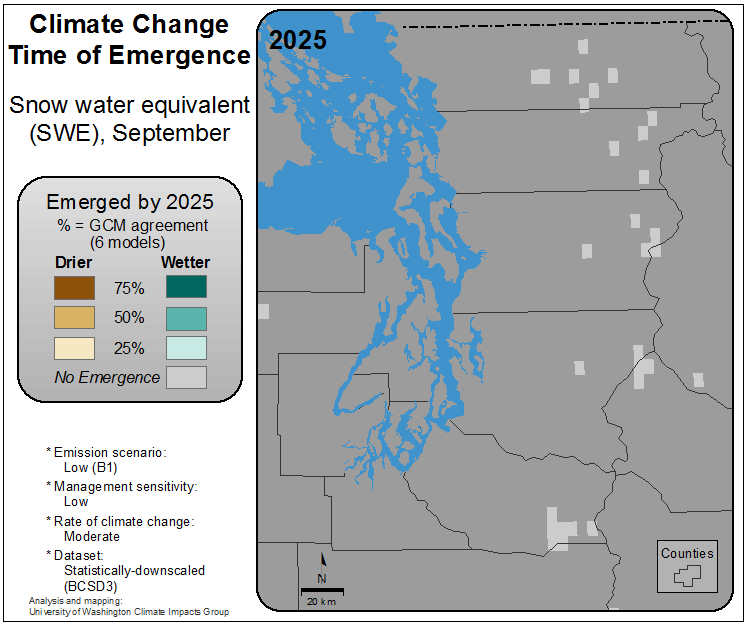 Climate Change
Time of Emergence
Snow water equivalent
(SWE), September
Emerged by 2025
% = GCM agreement
(6 models)
Drier Wetter
75%
50%
25%
No Emergence
* Emission scenario:
Low (B1)
* Management sensitivity:
Low
* Rate of climate change:
Moderate
* Dataset:
Statistically-downscaled
(BCSD3)
Analysis and mapping:
University of Washington Climate Impacts Group
2025
N
20 km
Counties